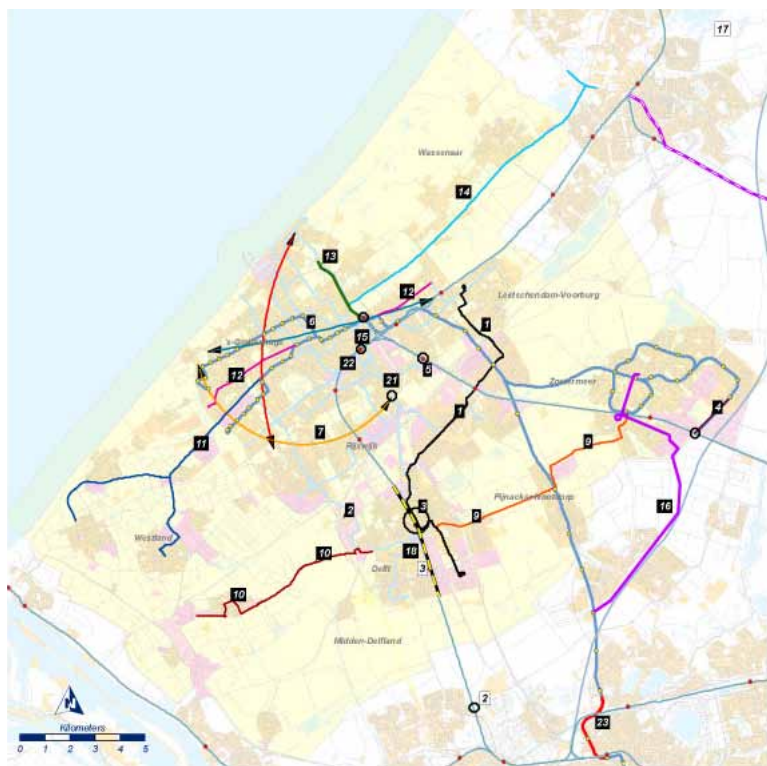 17
Wassenaar
14
13
12
Leidschendam-Voorburg
6
1
15
22
5
12
Zoetermeer
21
4
1
7
11
9
Rijswijk
Pijnacker-Nootdorp
16
2
3
9
Westland
18
10
3
Delft
10
Midden-Delfland
2
Kilometers
23
0 1 2 3 4 5